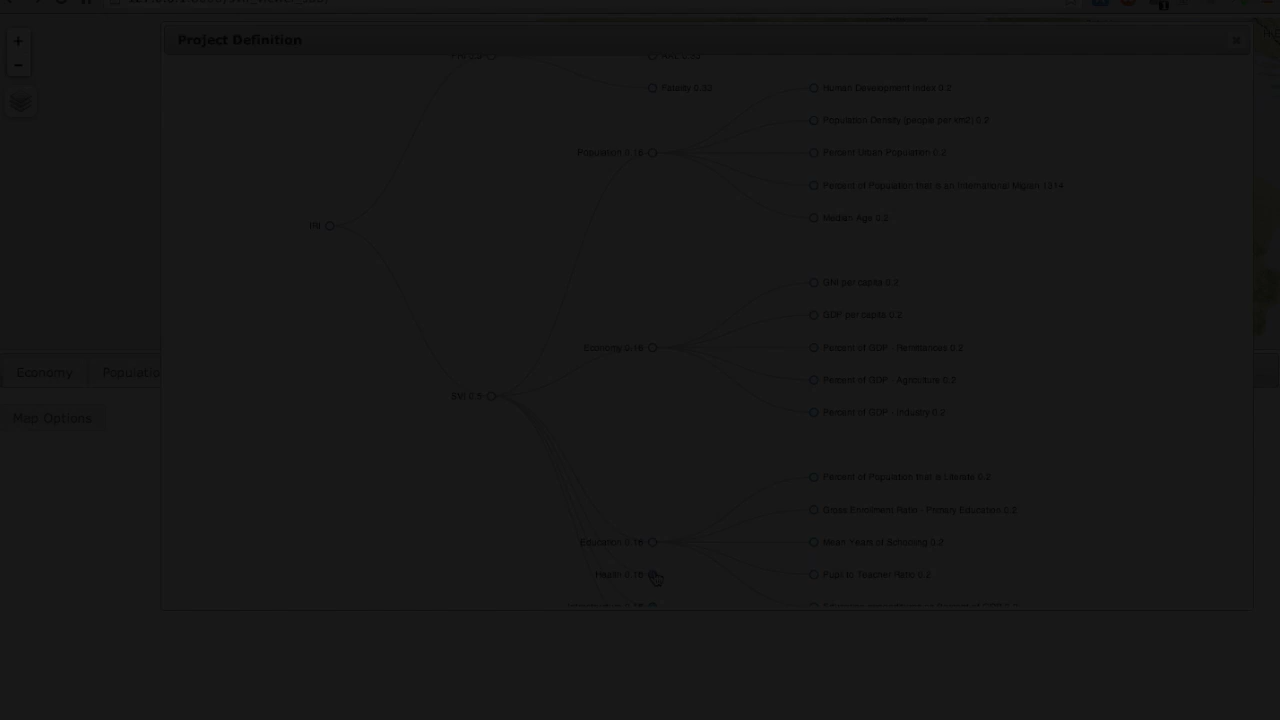 Project Definition
Fatality 0.32
Human Development Index 0.2
Population Density (people per km2) 0.2
Population 0.16
Percent Urban Population 0.2
Percent of Population that is an International Migran
Median Age 0.2
IRI
GNI per capita 0.2
GDP per capita 0.2
Economy 0.16
Percent of GDP - Remittances 0.2
Economy
Percent of GDP - Agriculture 0.2
SVI 0.5
Percent of GDP - Industry 0.2
Map Options
Percent of Population that is Literate 0.2
Gross Enrollment Ratio - Primary Education 0.2
Education 0.16
Mean Years of Schooling 0.2
Health 0.16
Pupil to Teacher Ratio 0.2